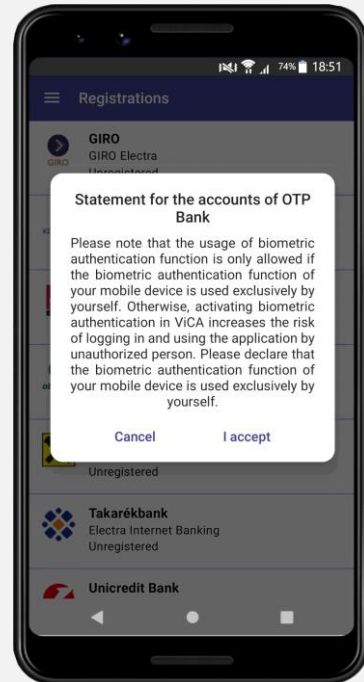 74% 18:51
Registrations
GIRO
GIRO
GIRO Electra
Unregistered
Statement for the accounts of OTP
Bank
Please note that the usage of biometric
authentication function is only allowed if
the biometric authentication function of
your mobile device is used exclusively by
yourself. Otherwise, activating biometric
authentication in ViCA increases the risk
of logging in and using the application by
unauthorized person. Please declare that
the biometric authentication function of
your mobile device is used exclusively by
yourself.
Cancel I accept
Unregistered
Takarékbank
Electra Internet Banking
Unregistered
Unicredit Bank